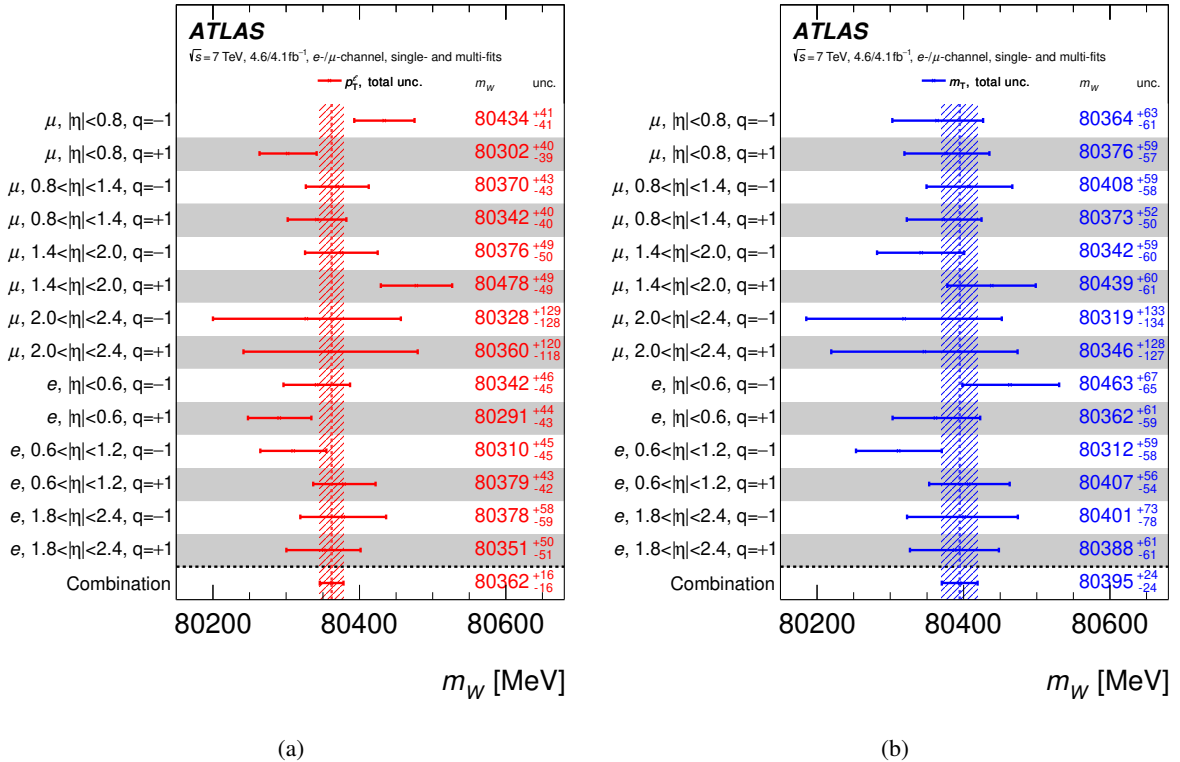 ATLAS
√s = 7 TeV, 4.6/4.1 fb⁻¹, e-/μ-channel, single- and multi-fits
p_T^ℓ, total unc. m_W unc.
μ, |η|<0.8, q=−1 80434 +41 -41
μ, |η|<0.8, q=+1 80302 +40 -39
μ, 0.8<|η|<1.4, q=−1 80370 +43 -43
μ, 0.8<|η|<1.4, q=+1 80342 +40 -40
μ, 1.4<|η|<2.0, q=−1 80376 +49 -50
μ, 1.4<|η|<2.0, q=+1 80478 +49 -49
μ, 2.0<|η|<2.4, q=−1 80328 +129 -128
μ, 2.0<|η|<2.4, q=+1 80360 +120 -118
e, |η|<0.6, q=−1 80342 +46 -45
e, |η|<0.6, q=+1 80291 +44 -43
e, 0.6<|η|<1.2, q=−1 80310 +45 -45
e, 0.6<|η|<1.2, q=+1 80379 +43 -42
e, 1.8<|η|<2.4, q=−1 80378 +58 -59
e, 1.8<|η|<2.4, q=+1 80351 +50 -51
Combination 80362 +16 -16
80200 80400 80600
m_W [MeV]
(a)
ATLAS
√s = 7 TeV, 4.6/4.1 fb⁻¹, e-/μ-channel, single- and multi-fits
m_T, total unc. m_W unc.
μ, |η|<0.8, q=−1 80364 +63 -61
μ, |η|<0.8, q=+1 80376 +59 -57
μ, 0.8<|η|<1.4, q=−1 80408 +59 -58
μ, 0.8<|η|<1.4, q=+1 80373 +52 -50
μ, 1.4<|η|<2.0, q=−1 80342 +59 -60
μ, 1.4<|η|<2.0, q=+1 80439 +60 -61
μ, 2.0<|η|<2.4, q=−1 80319 +133 -134
μ, 2.0<|η|<2.4, q=+1 80346 +128 -127
e, |η|<0.6, q=−1 80463 +67 -65
e, |η|<0.6, q=+1 80362 +61 -59
e, 0.6<|η|<1.2, q=−1 80312 +59 -58
e, 0.6<|η|<1.2, q=+1 80407 +56 -54
e, 1.8<|η|<2.4, q=−1 80401 +73 -78
e, 1.8<|η|<2.4, q=+1 80388 +61 -61
Combination 80395 +24 -24
80200 80400 80600
m_W [MeV]
(b)